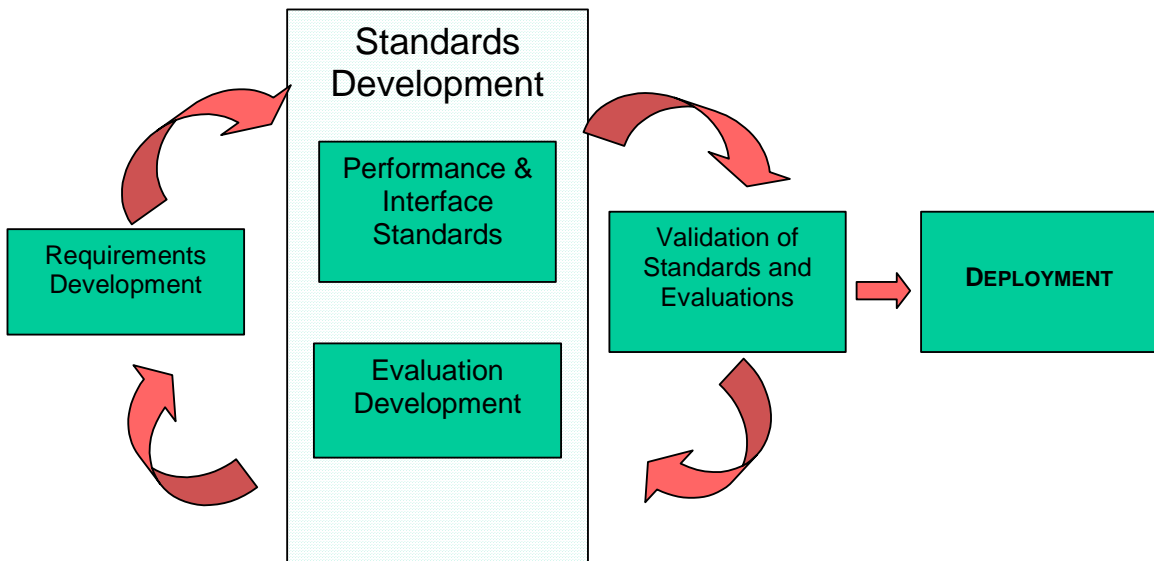 Standards
Development
Performance &
Interface
Standards
Evaluation
Development
Requirements
Development
Validation of
Standards and
Evaluations
DEPLOYMENT